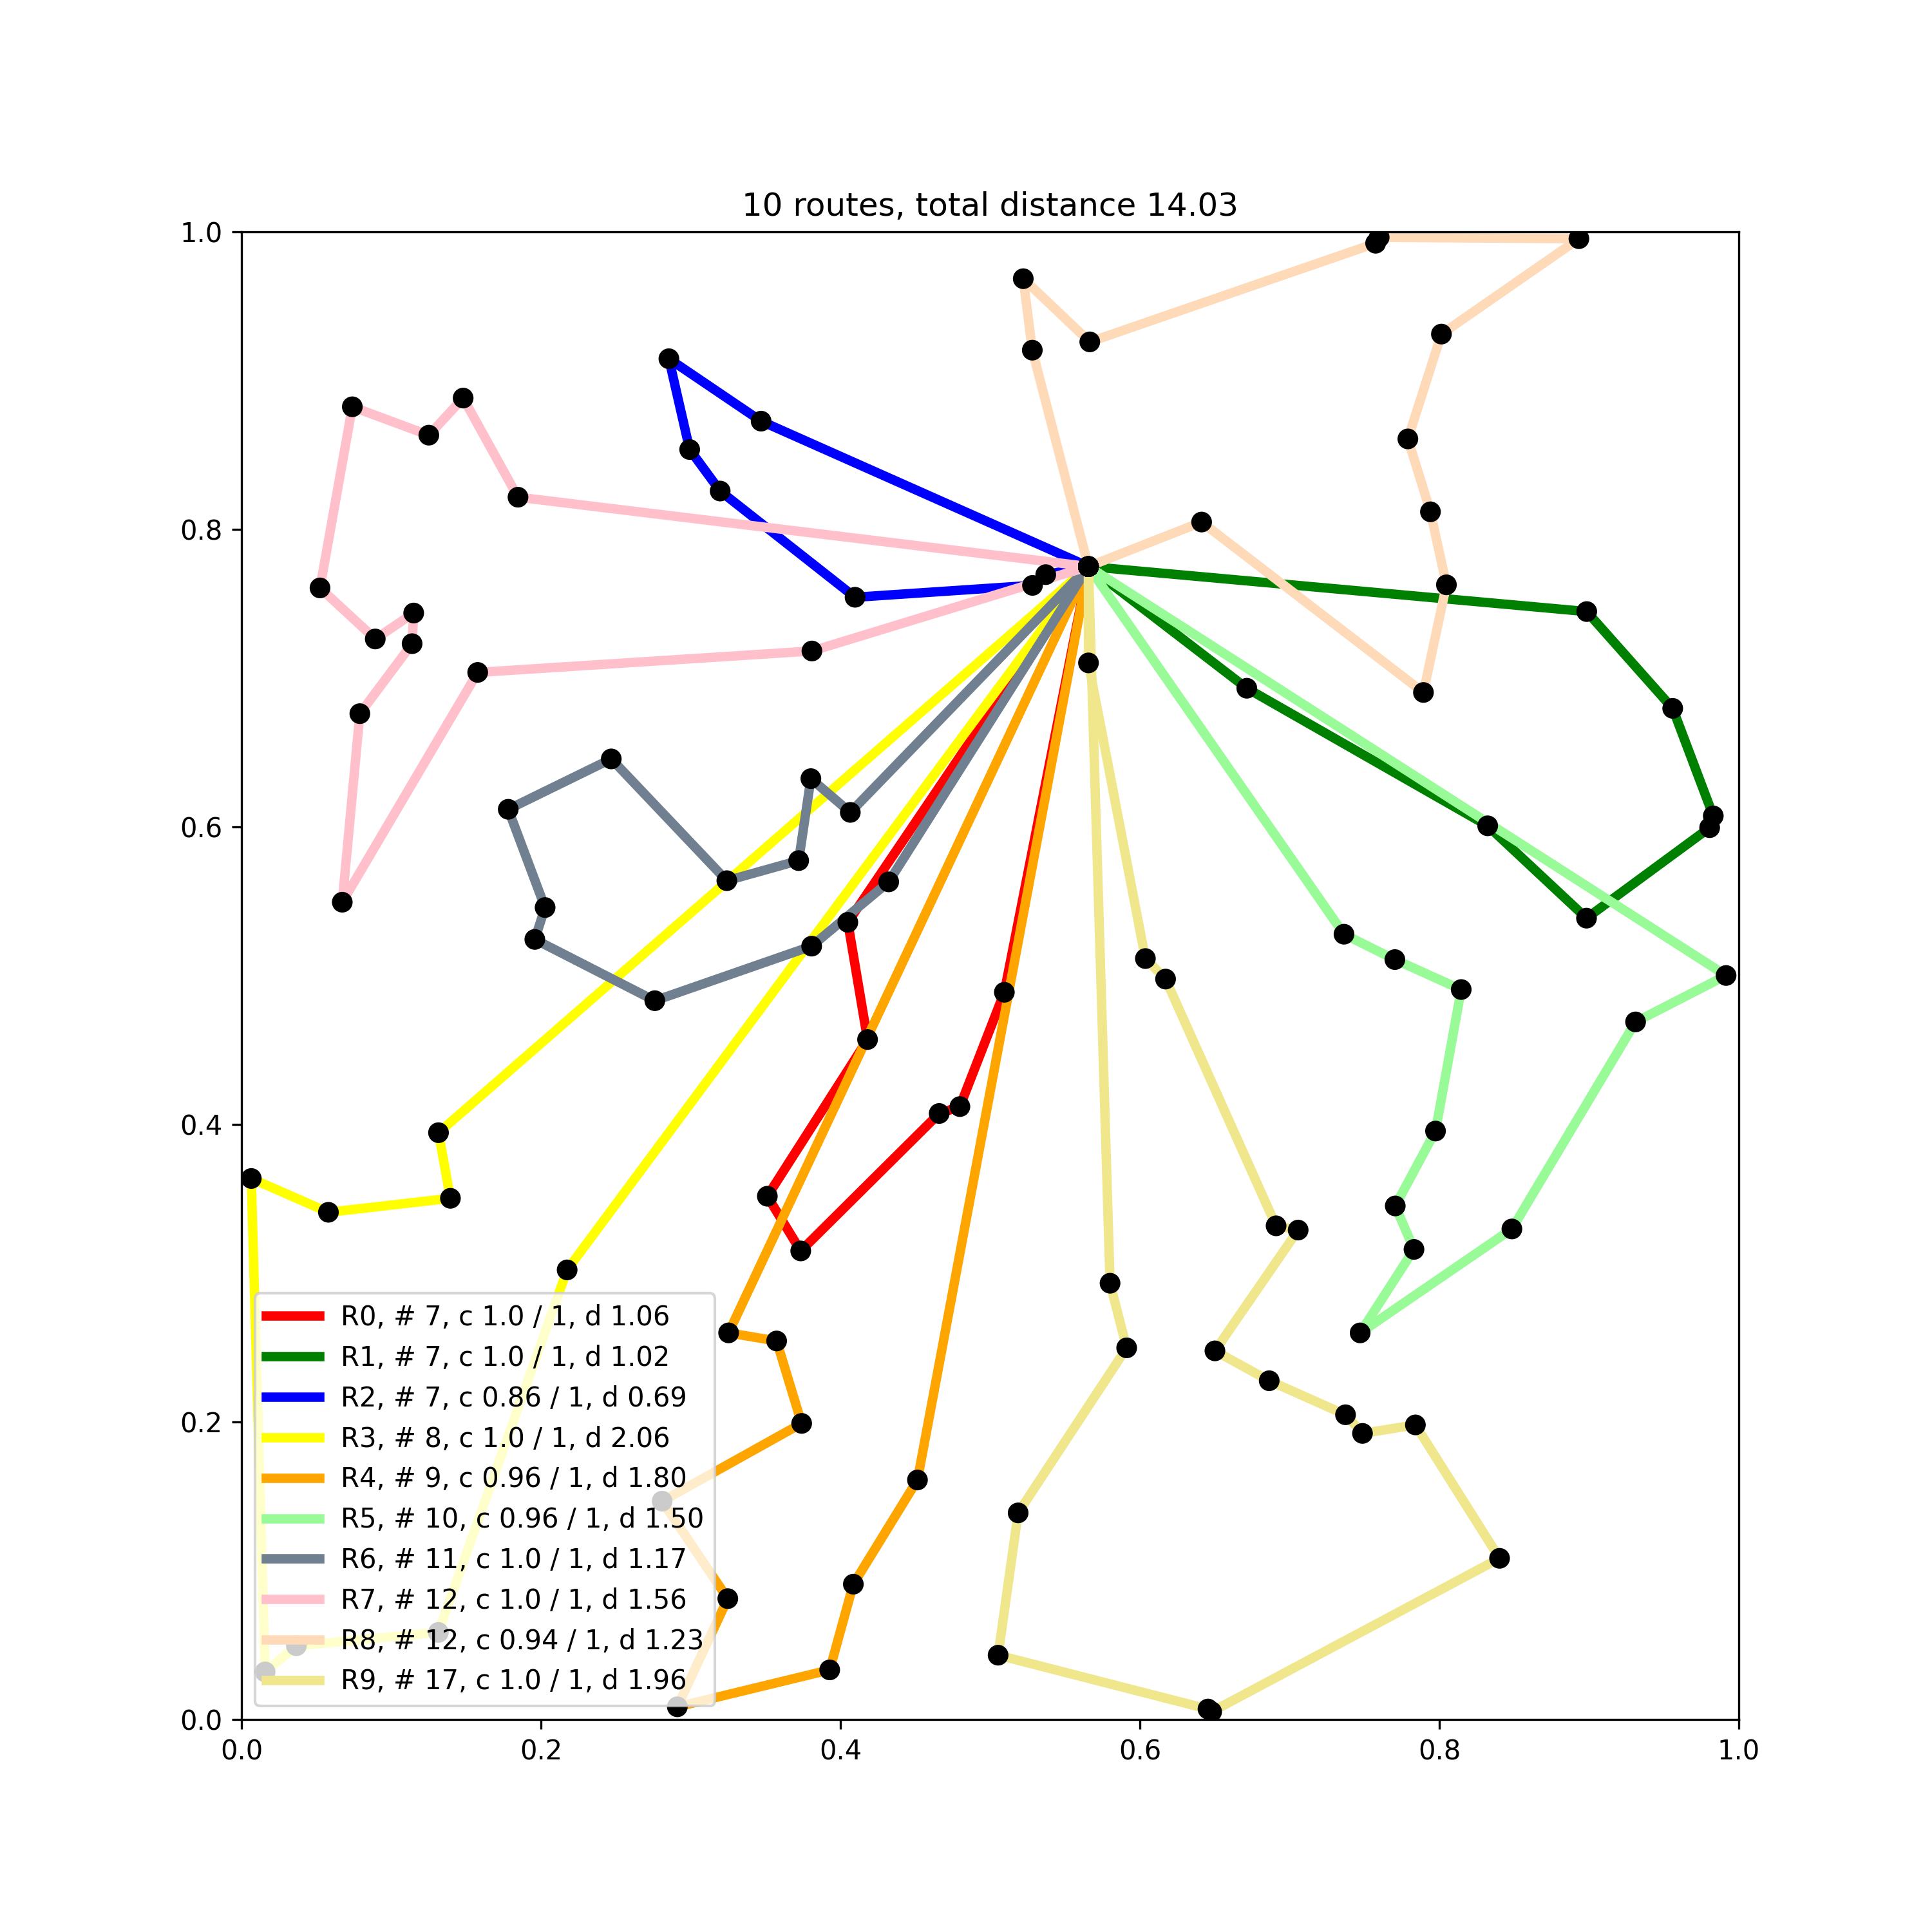 10 routes, total distance 14.03
1.0
0.8
0.6
0.4
0.2
0.0
R0, # 7, c 1.0 / 1, d 1.06
R1, # 7, c 1.0 / 1, d 1.02
R2, # 7, c 0.86 / 1, d 0.69
R3, # 8, c 1.0 / 1, d 2.06
R4, # 9, c 0.96 / 1, d 1.80
R5, # 10, c 0.96 / 1, d 1.50
R6, # 11, c 1.0 / 1, d 1.17
R7, # 12, c 1.0 / 1, d 1.56
R8, # 12, c 0.94 / 1, d 1.23
R9, # 17, c 1.0 / 1, d 1.96
0.0 0.2 0.4 0.6 0.8 1.0